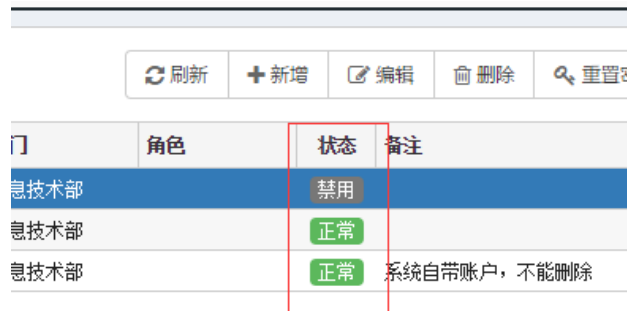 刷新 新增 编辑 删除 重置
门 角色 状态 备注
息技术部 禁用
息技术部 正常
息技术部 正常 系统自带账户，不能删除